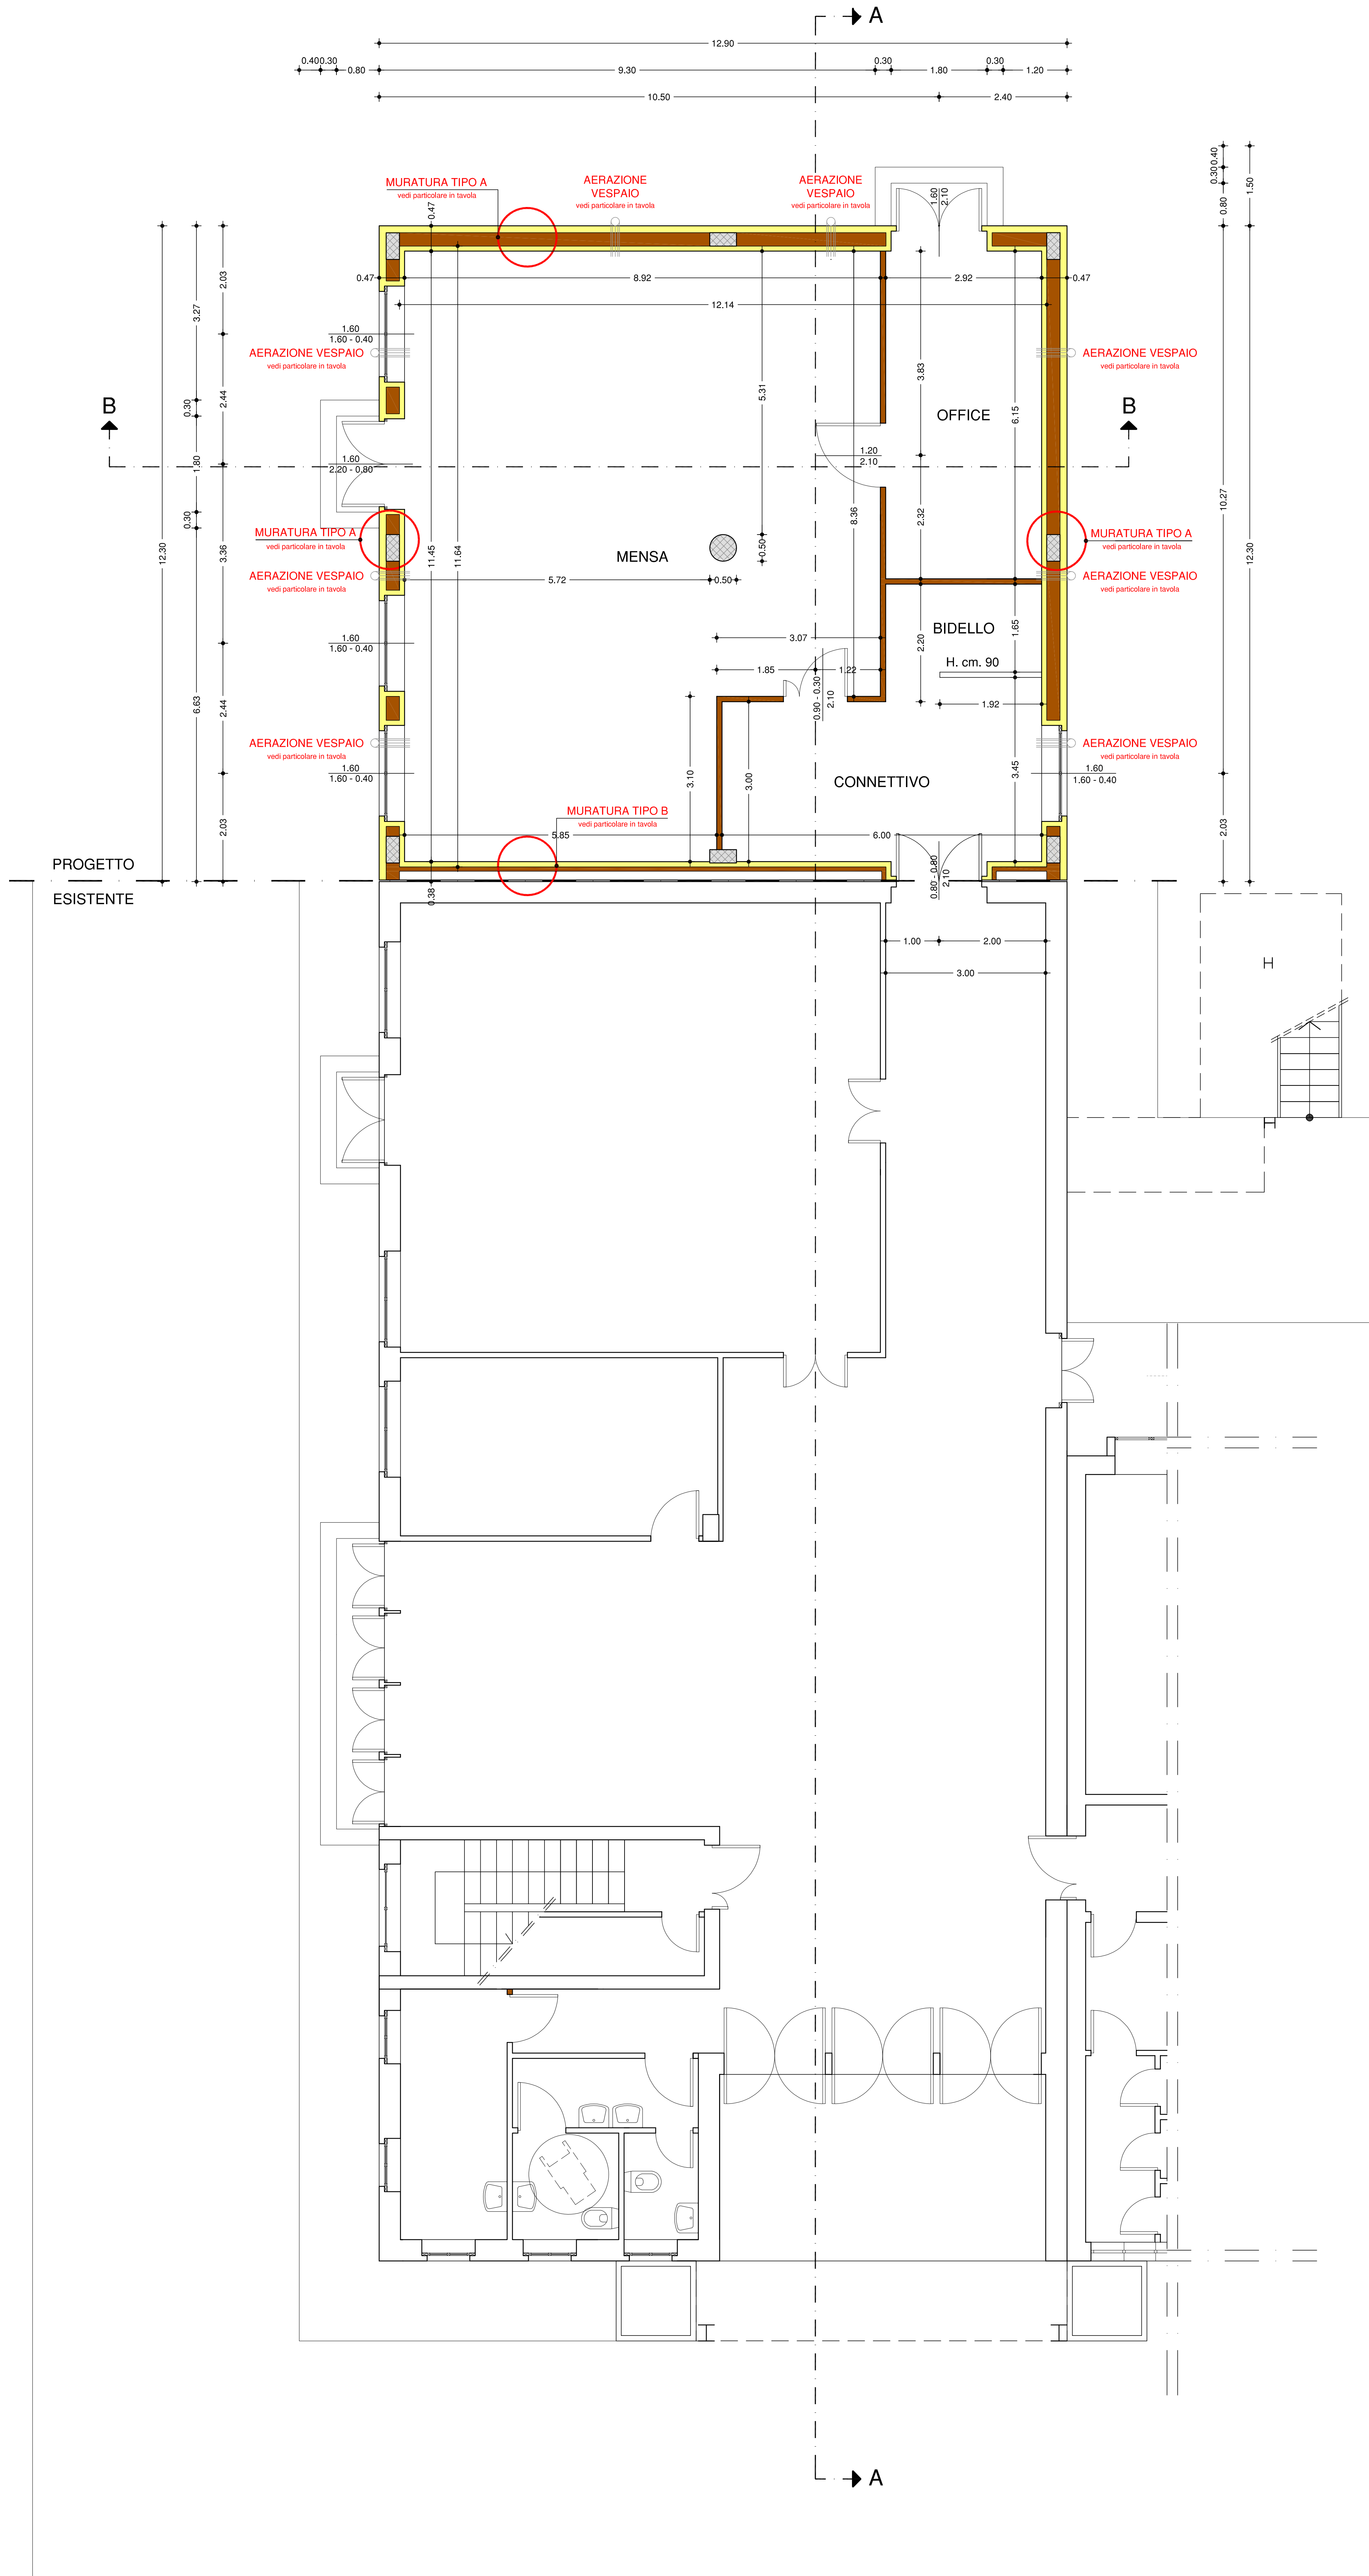 A
12.90
0.40
0.30
0.80
9.30
0.30
1.80
0.30
1.20
10.50
2.40
0.40
0.30
0.80
1.50
MURATURA TIPO A
vedi particolare in tavola
AERAZIONE
VESPAIO
vedi particolare in tavola
AERAZIONE
VESPAIO
vedi particolare in tavola
1.60
2.10
0.47
0.47
8.92
2.92
0.47
12.14
2.03
3.27
1.60
1.60 - 0.40
AERAZIONE VESPAIO
vedi particolare in tavola
AERAZIONE VESPAIO
vedi particolare in tavola
5.31
3.83
6.15
2.44
0.30
B
B
OFFICE
1.80
1.60
2.20 - 0.80
1.20
2.10
10.27
0.30
2.32
8.36
MURATURA TIPO A
vedi particolare in tavola
MURATURA TIPO A
vedi particolare in tavola
12.30
3.36
11.45
11.64
MENSA
0.50
12.30
AERAZIONE VESPAIO
vedi particolare in tavola
5.72
0.50
AERAZIONE VESPAIO
vedi particolare in tavola
BIDELLO
1.65
2.20
1.60
1.60 - 0.40
3.07
H. cm. 90
1.85
1.22
0.90 - 0.30
2.10
1.92
2.44
6.63
AERAZIONE VESPAIO
vedi particolare in tavola
AERAZIONE VESPAIO
vedi particolare in tavola
1.60
1.60 - 0.40
3.10
3.00
3.45
1.60
1.60 - 0.40
CONNETTIVO
MURATURA TIPO B
vedi particolare in tavola
2.03
2.03
5.85
6.00
PROGETTO
ESISTENTE
0.38
0.80 - 0.80
2.10
1.00
2.00
3.00
A